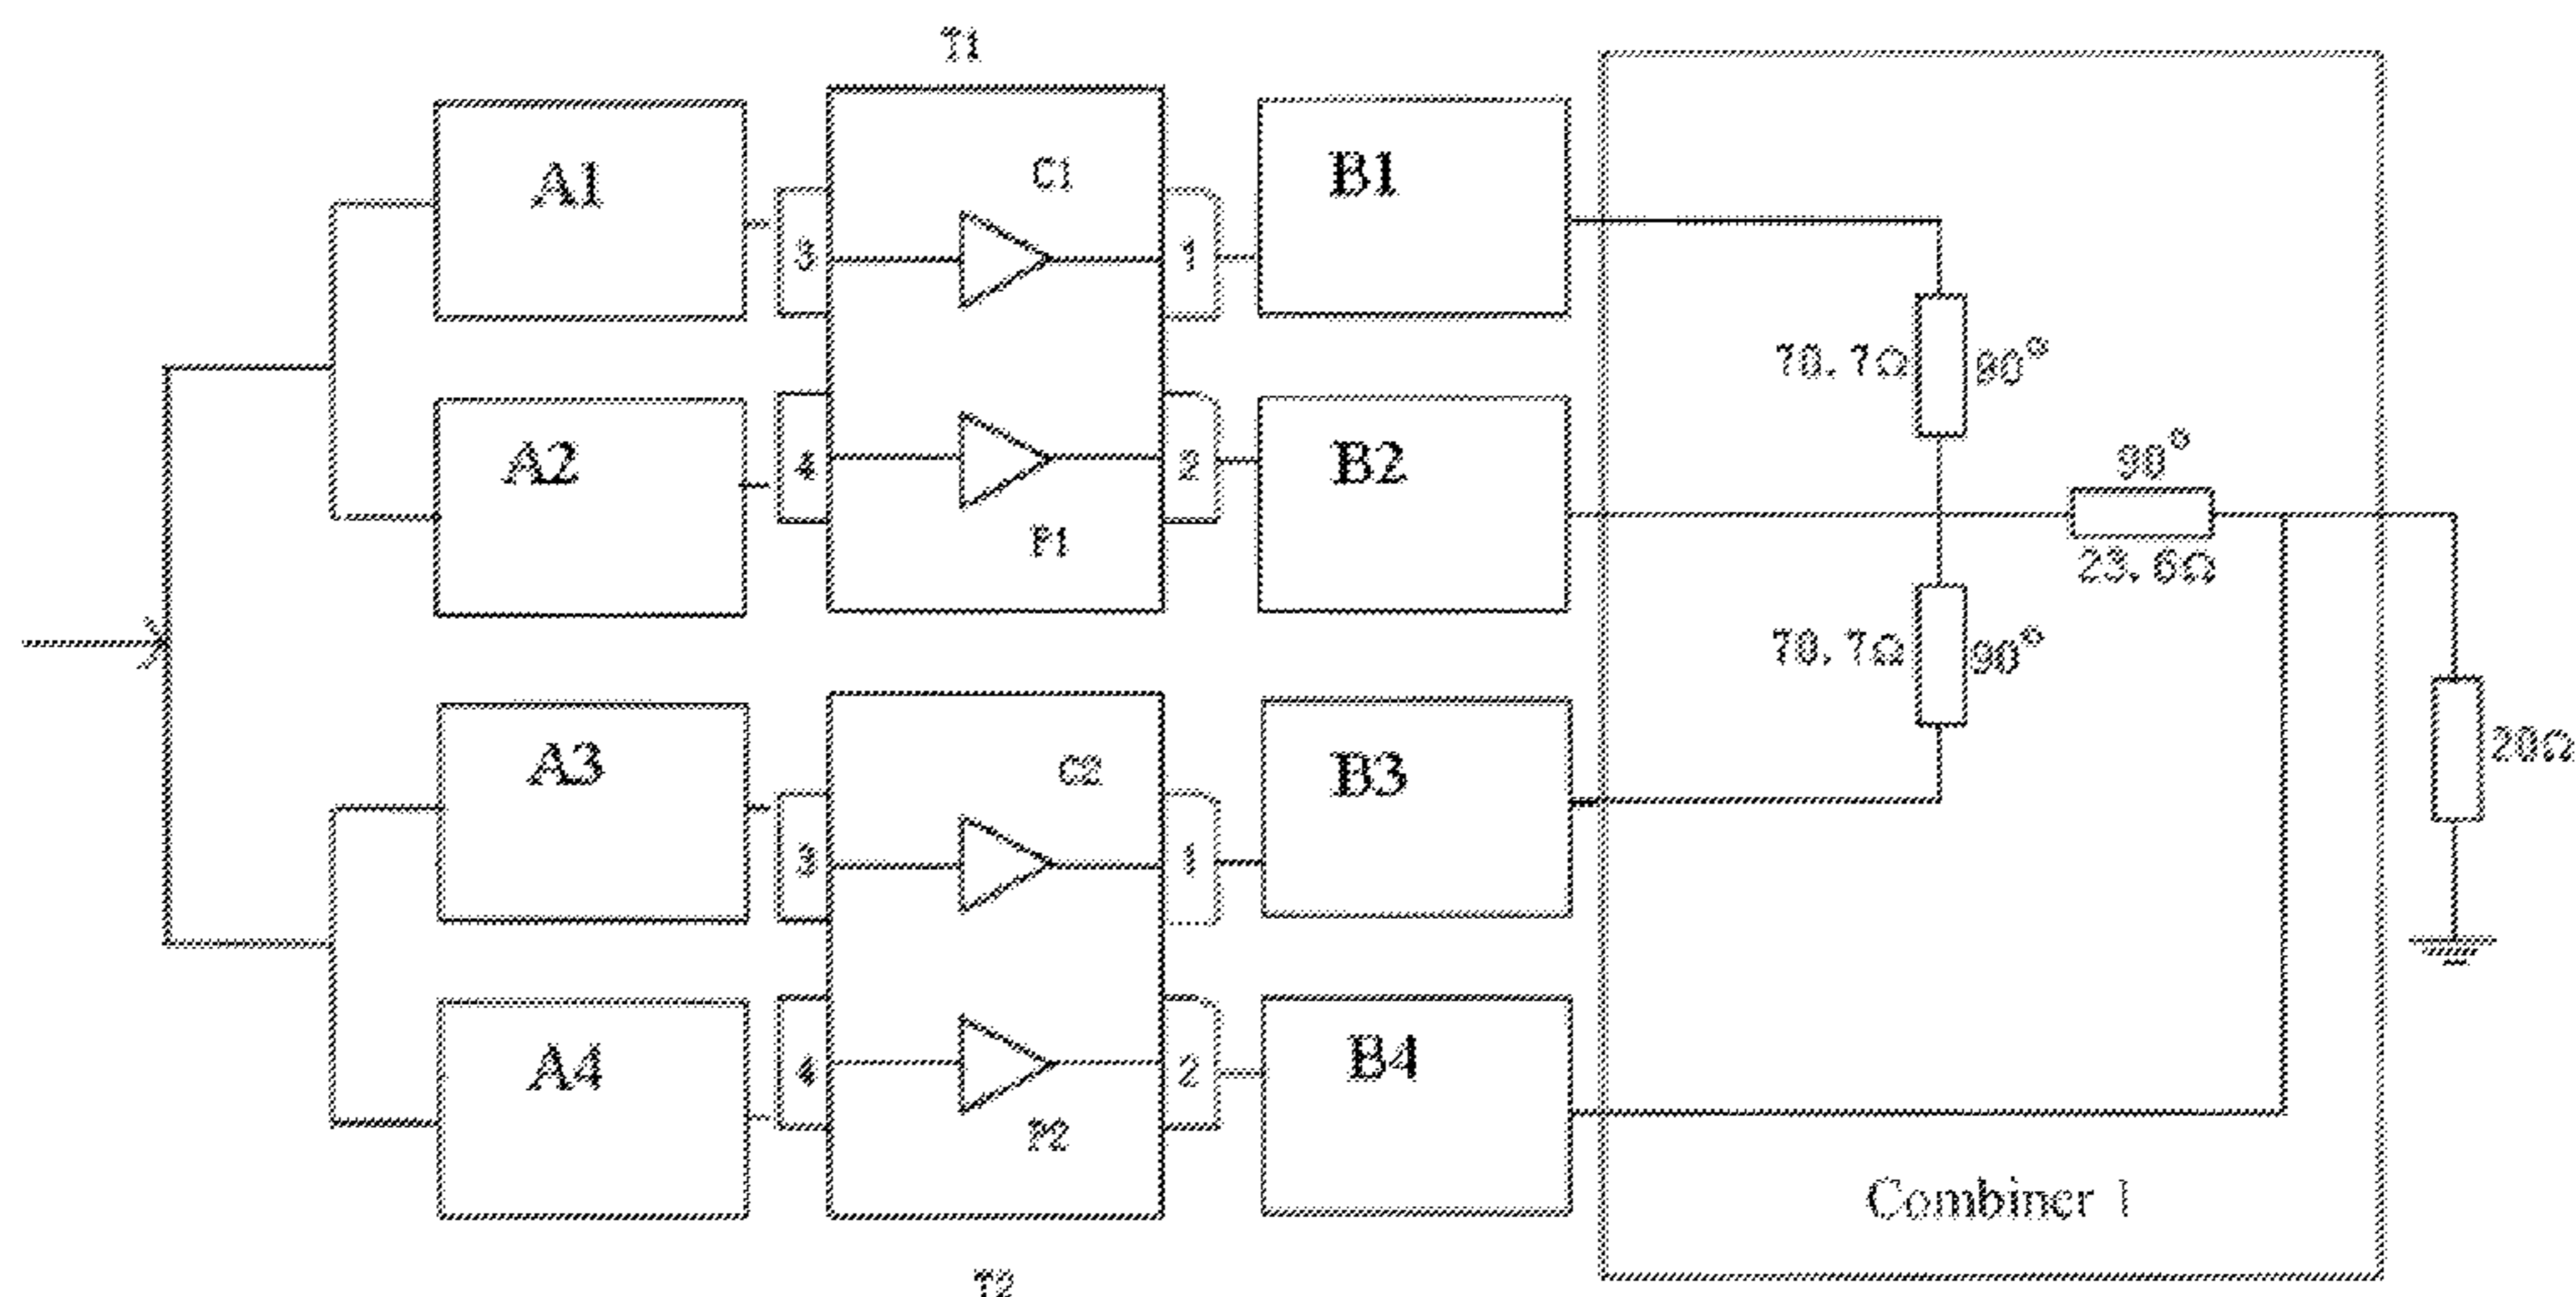 T1
A1
C1
B1
3
1
70.7Ω 90°
A2
4
2
B2
P1
90°
23.6Ω
70.7Ω 90°
A3
C2
B3
20Ω
3
1
A4
4
2
B4
P2
Combiner 1
T2